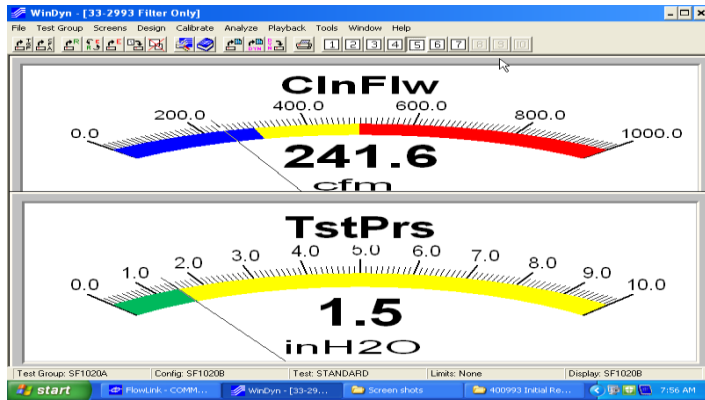 WinDyn - [33-2993 Filter Only]
File Test Group Screens Design Calibrate Analyze Playback Tools Window Help
1 2 3 4 5 6 7 8 9 10
ClnFlw
0.0 200.0 400.0 600.0 800.0 1000.0
241.6
cfm
TstPrs
0.0 1.0 2.0 3.0 4.0 5.0 6.0 7.0 8.0 9.0 10.0
1.5
inH2O
Test Group: SF1020A Config: SF1020B Test: STANDARD Limits: None Display: SF1020B
start FlowLink - COMM... WinDyn - [33-29... Screen shots 400993 Initial Re... 7:56 AM